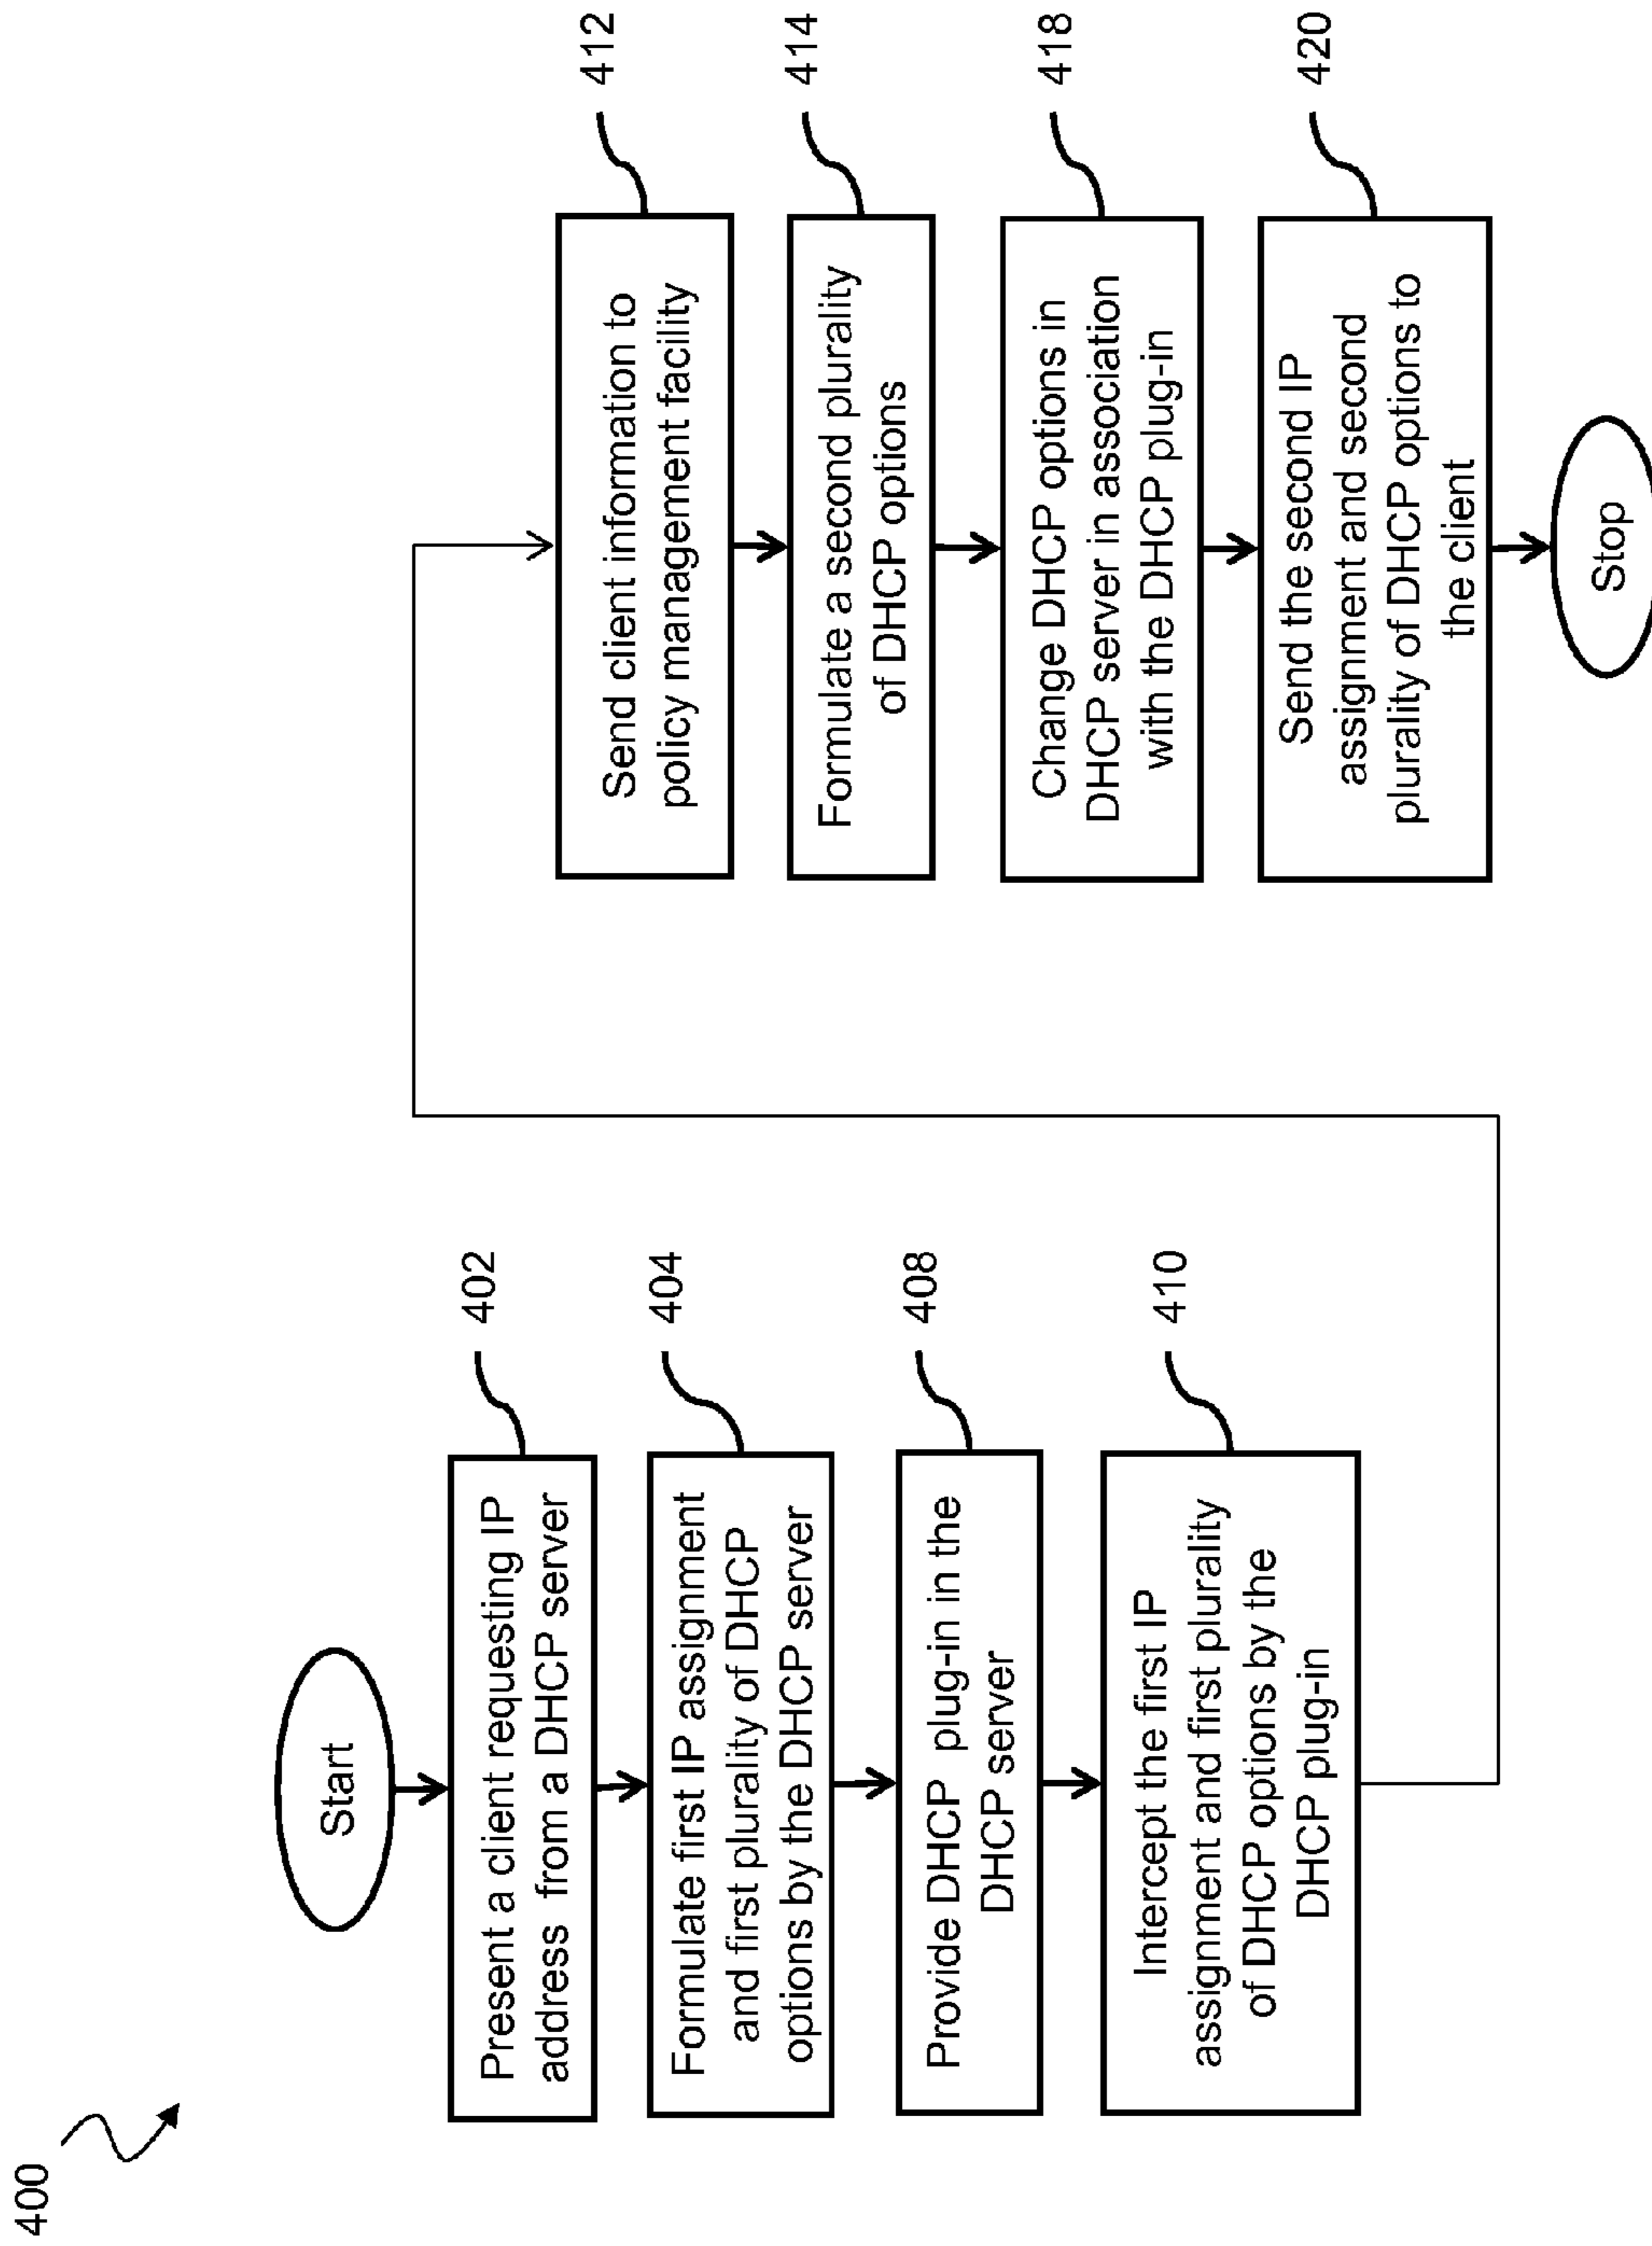 400
Start
Present a client requesting IP
address from a DHCP server
402
Formulate first IP assignment
and first plurality of DHCP
options by the DHCP server
404
Provide DHCP plug-in in the
DHCP server
408
Intercept the first IP
assignment and first plurality
of DHCP options by the
DHCP plug-in
410
Send client information to
policy management facility
412
Formulate a second plurality
of DHCP options
414
Change DHCP options in
DHCP server in association
with the DHCP plug-in
418
Send the second IP
assignment and second
plurality of DHCP options to
the client
420
Stop